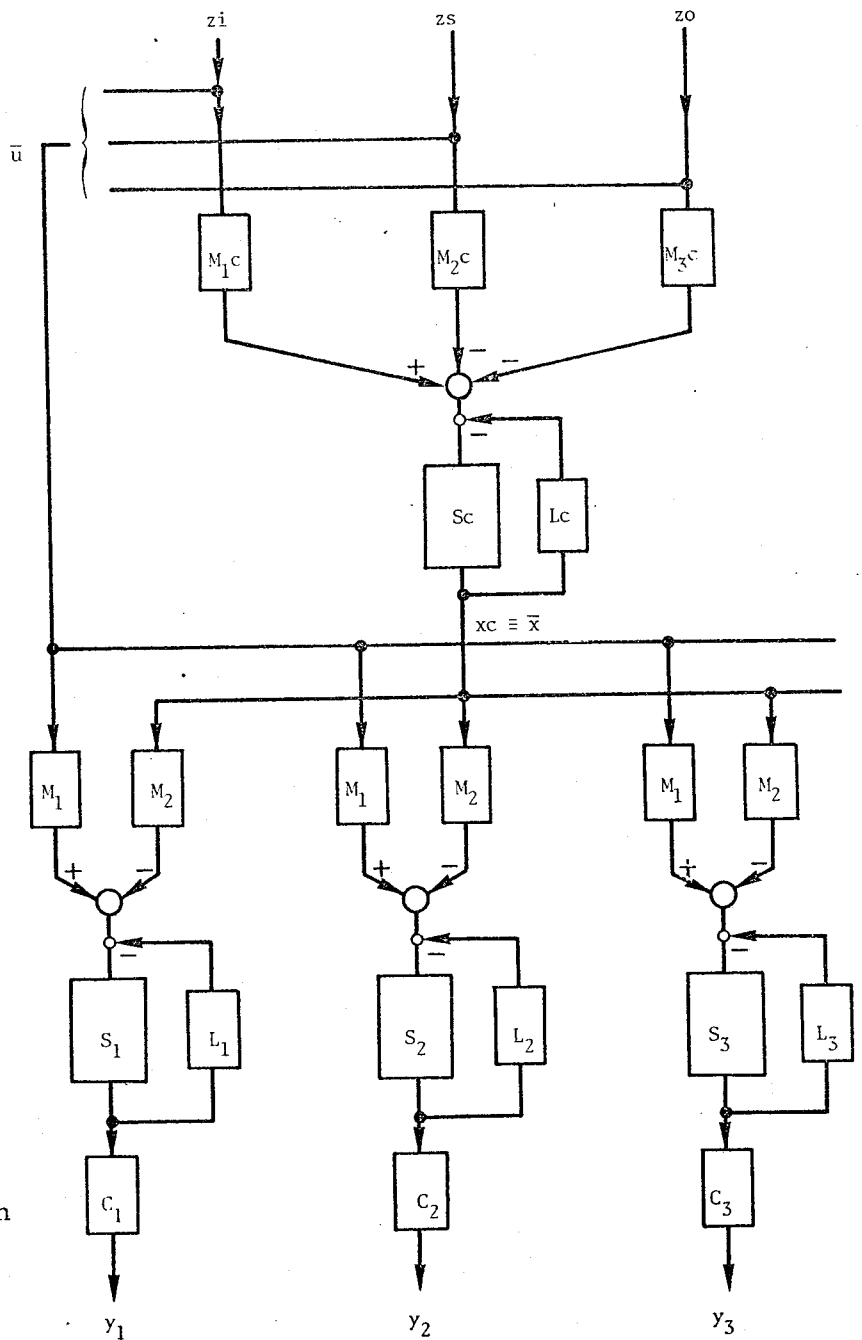 zi zs zo
ū
M₁c M₂c M₃c
+ − −
−
Sc Lc
xc ≡ x̄
M₁ M₂ M₁ M₂ M₁ M₂
+ − + − + −
− − −
S₁ L₁ S₂ L₂ S₃ L₃
C₁ C₂ C₃
n
y₁ y₂ y₃